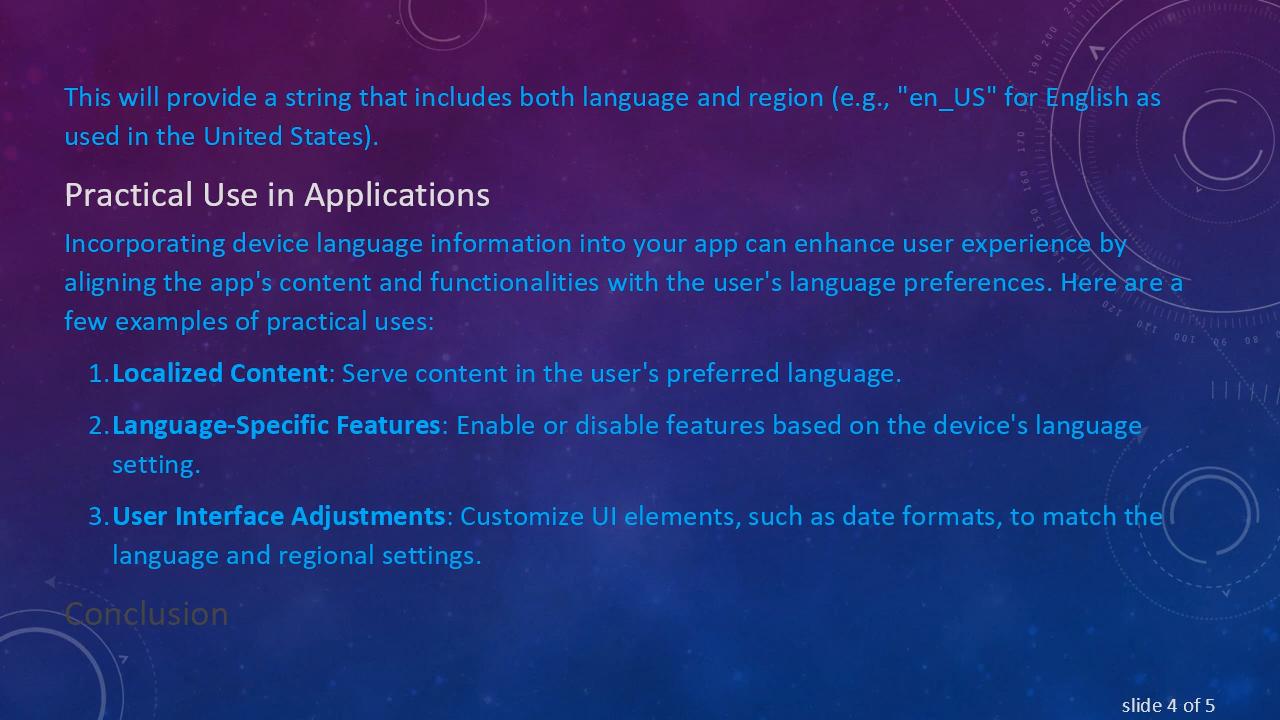 This will provide a string that includes both language and region (e.g., "en_US" for English as
used in the United States).
Practical Use in Applications
Incorporating device language information into your app can enhance user experience by
aligning the app's content and functionalities with the user's language preferences. Here are a
few examples of practical uses:
1. Localized Content: Serve content in the user's preferred language.
2. Language-Specific Features: Enable or disable features based on the device's language
setting.
3. User Interface Adjustments: Customize UI elements, such as date formats, to match the
language and regional settings.
Conclusion
slide 4 of 5